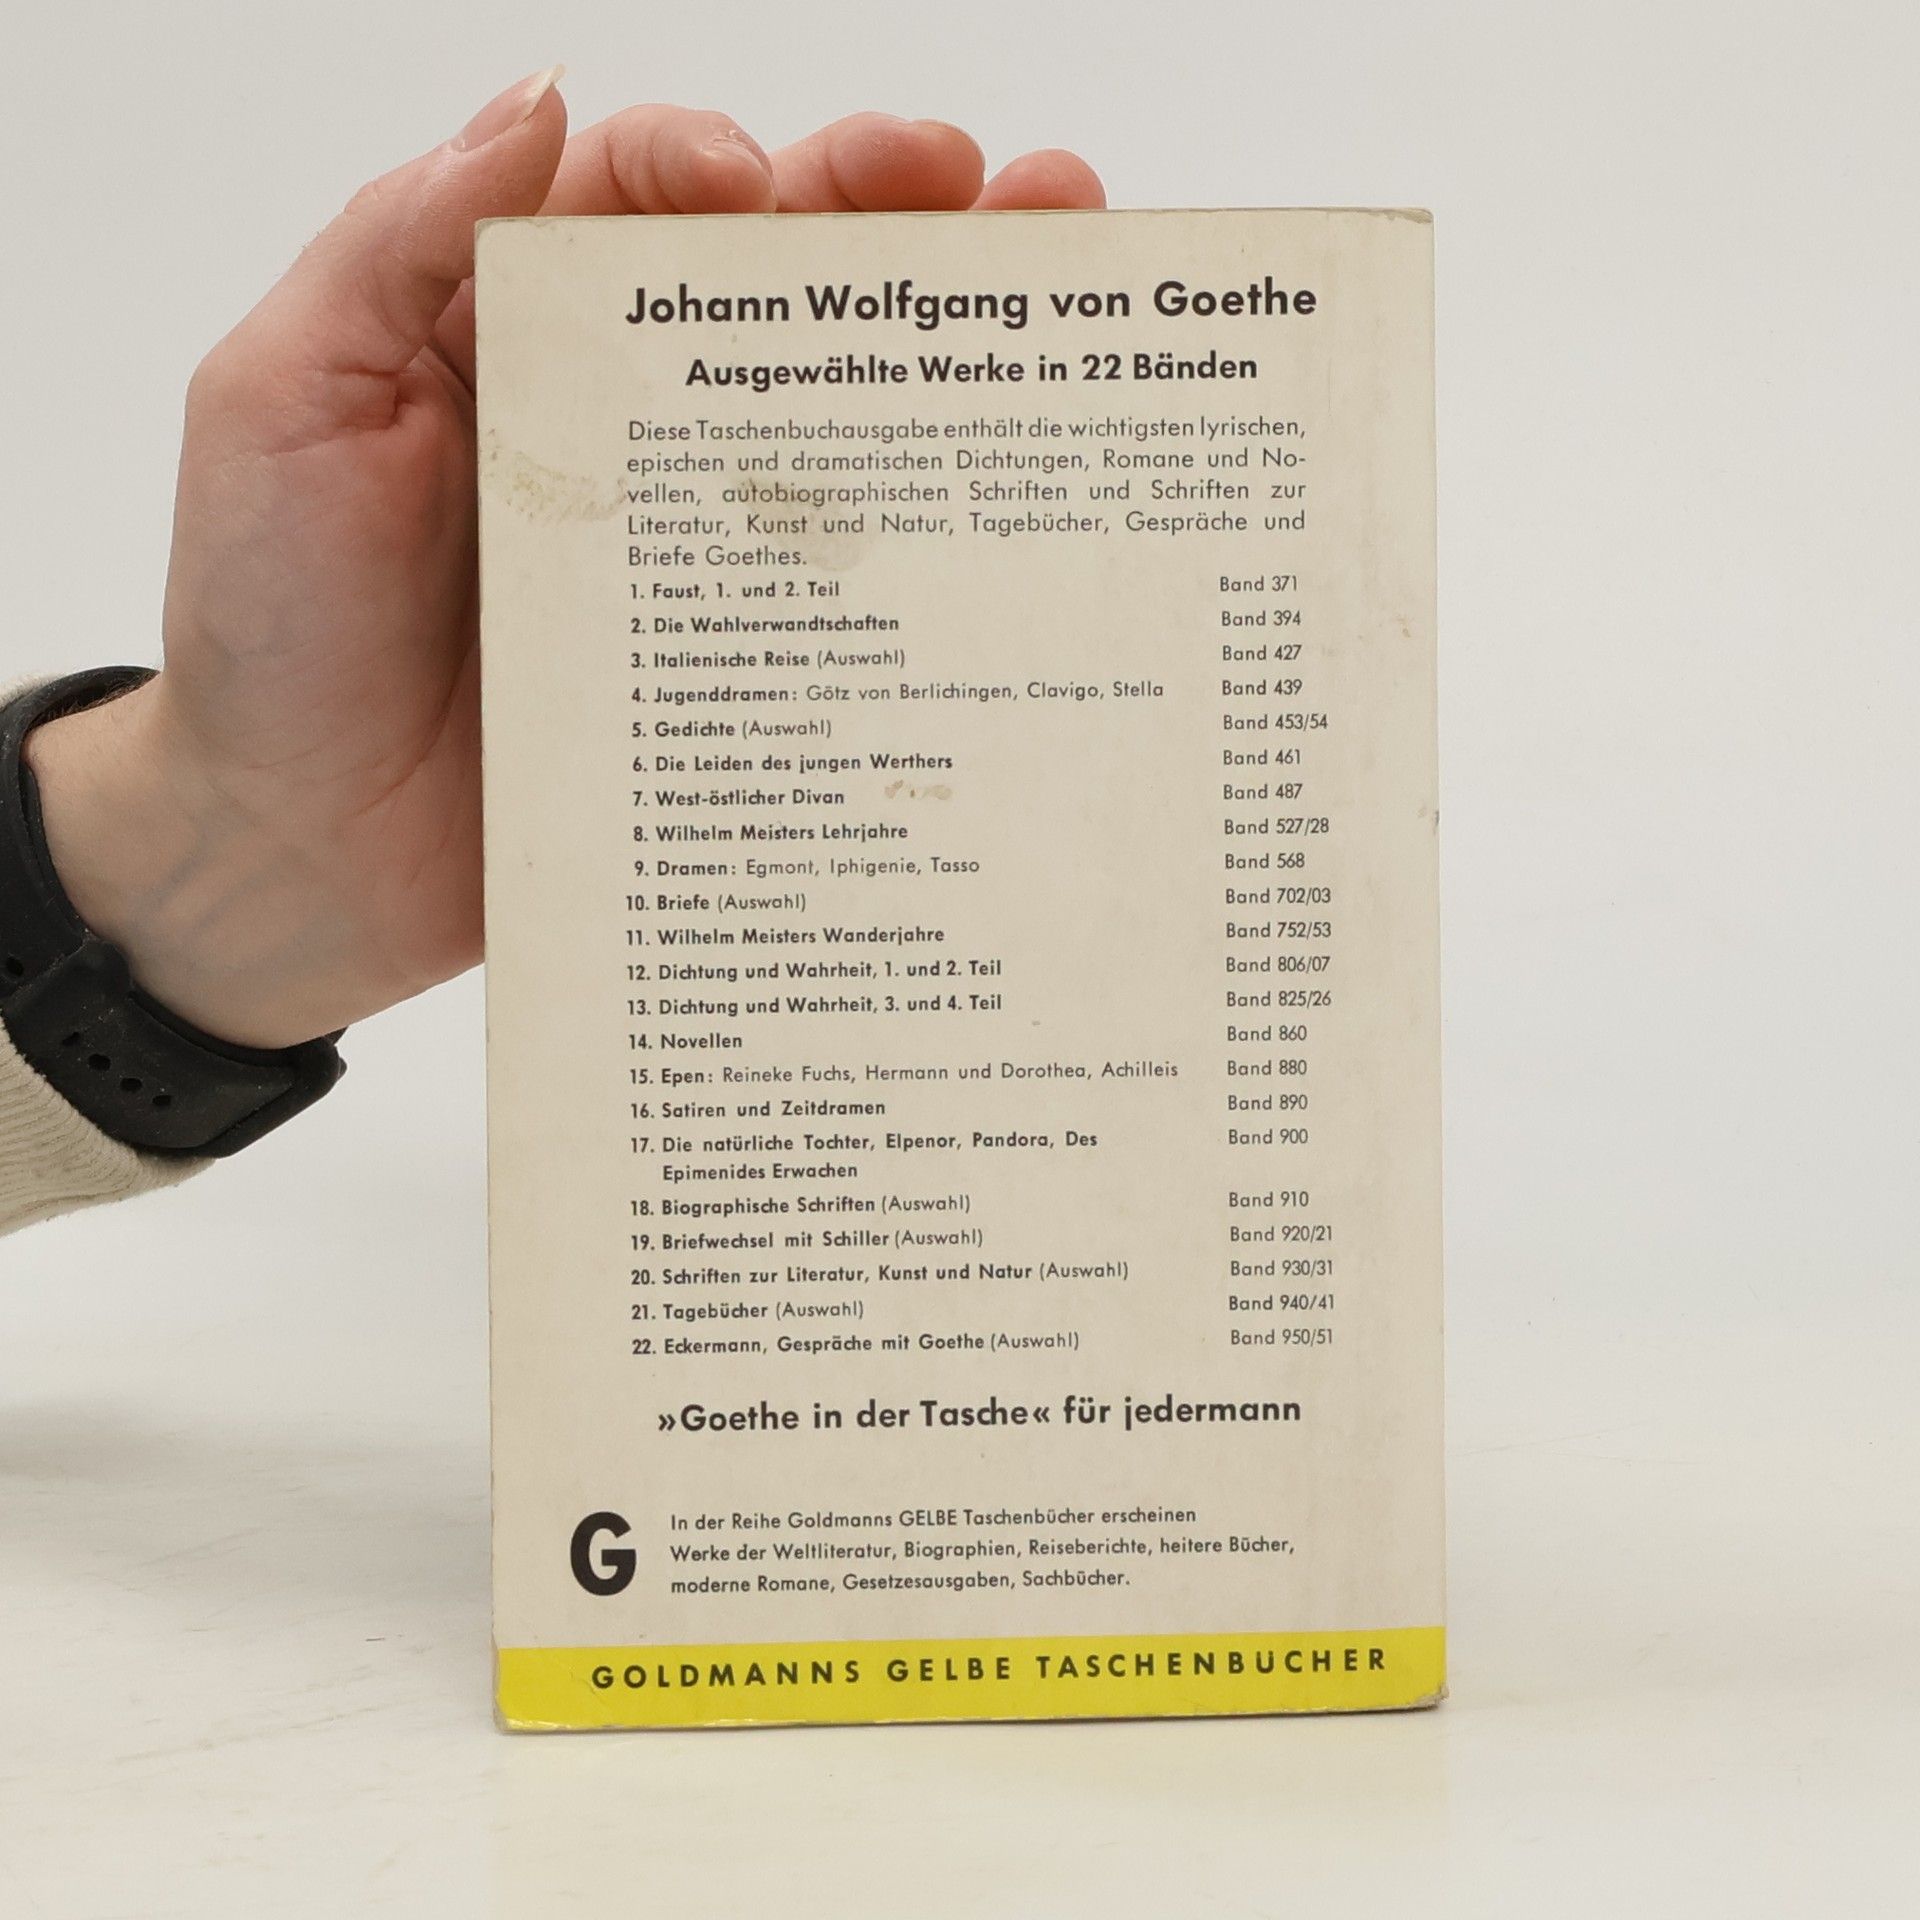 Johann Wolfgang von Goethe
Ausgewählte Werke in 22 Bänden
Diese Taschenbuchausgabe enthält die wichtigsten lyrischen,
epischen und dramatischen Dichtungen, Romane und No-
vellen, autobiographischen Schriften und Schriften zur
Literatur, Kunst und Natur, Tagebücher, Gespräche und
Briefe Goethes.
1. Faust, 1. und 2. Teil Band 371
2. Die Wahlverwandtschaften Band 394
3. Italienische Reise (Auswahl) Band 427
4. Jugenddramen: Götz von Berlichingen, Clavigo, Stella Band 439
5. Gedichte (Auswahl) Band 453/54
6. Die Leiden des jungen Werthers Band 461
7. West-östlicher Divan Band 487
8. Wilhelm Meisters Lehrjahre Band 527/28
9. Dramen: Egmont, Iphigenie, Tasso Band 568
10. Briefe (Auswahl) Band 702/03
11. Wilhelm Meisters Wanderjahre Band 752/53
12. Dichtung und Wahrheit, 1. und 2. Teil Band 806/07
13. Dichtung und Wahrheit, 3. und 4. Teil Band 825/26
14. Novellen Band 860
15. Epen: Reineke Fuchs, Hermann und Dorothea, Achilleis Band 880
16. Satiren und Zeitdramen Band 890
17. Die natürliche Tochter, Elpenor, Pandora, Des Band 900
Epimenides Erwachen
18. Biographische Schriften (Auswahl) Band 910
19. Briefwechsel mit Schiller (Auswahl) Band 920/21
20. Schriften zur Literatur, Kunst und Natur (Auswahl) Band 930/31
21. Tagebücher (Auswahl) Band 940/41
22. Eckermann, Gespräche mit Goethe (Auswahl) Band 950/51
»Goethe in der Tasche« für jedermann
G
In der Reihe Goldmanns GELBE Taschenbücher erscheinen
Werke der Weltliteratur, Biographien, Reiseberichte, heitere Bücher,
moderne Romane, Gesetzesausgaben, Sachbücher.
GOLDMANNS GELBE TASCHENBÜCHER